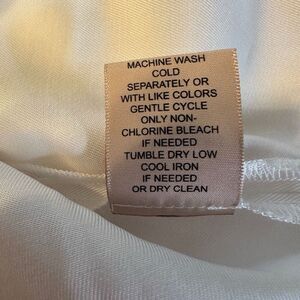 MACHINE WASH
COLD
SEPARATELY OR
WITH LIKE COLORS
GENTLE CYCLE
ONLY NON-
CHLORINE BLEACH
IF NEEDED
TUMBLE DRY LOW
COOL IRON
IF NEEDED
OR DRY CLEAN